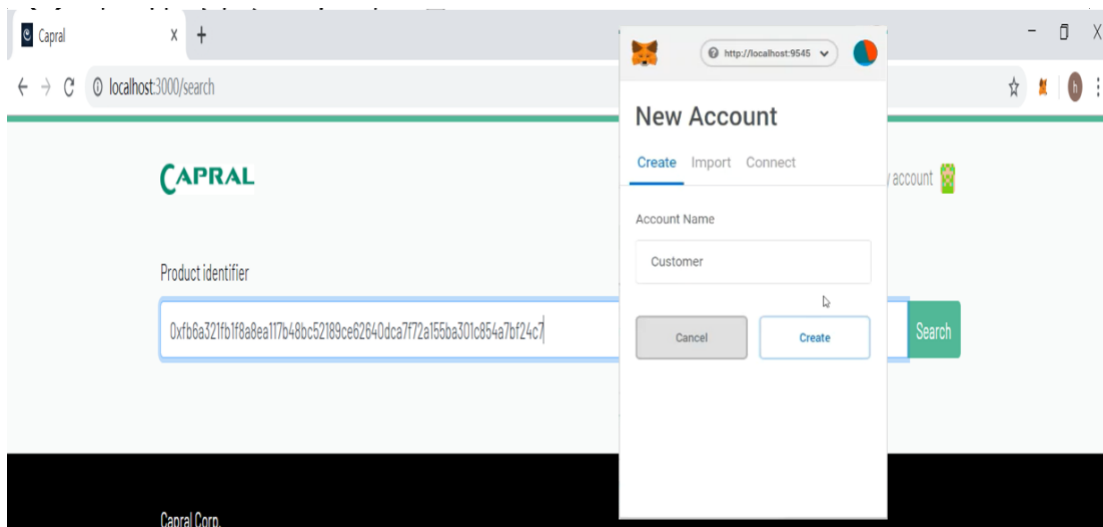 Capral
localhost:3000/search
h
CAPRAL
account
Product identifier
0xfb6a321fb1f8a8ea117b48bc52189ce62640dca7f72a155ba301c854a7bf24c7
Search
Capral Corp.
http://localhost:9545
New Account
Create Import Connect
Account Name
Customer
Cancel Create